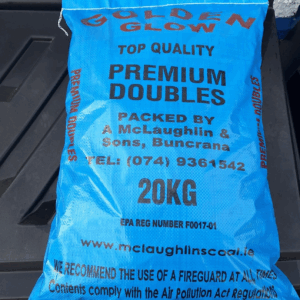 GOLDEN
GLOW
TOP QUALITY
PREMIUM
DOUBLES
PACKED BY
A McLaughlin &
Sons, Buncrana
TEL: (074) 9361542
20KG
EPA REG NUMBER F0017-01
www.mclaughlinscoal.ie
WE RECOMMEND THE USE OF A FIREGUARD AT ALL TIMES
Contents comply with the Air Pollution Act Regulations
PREMIUM DOUBLES
PREMIUM